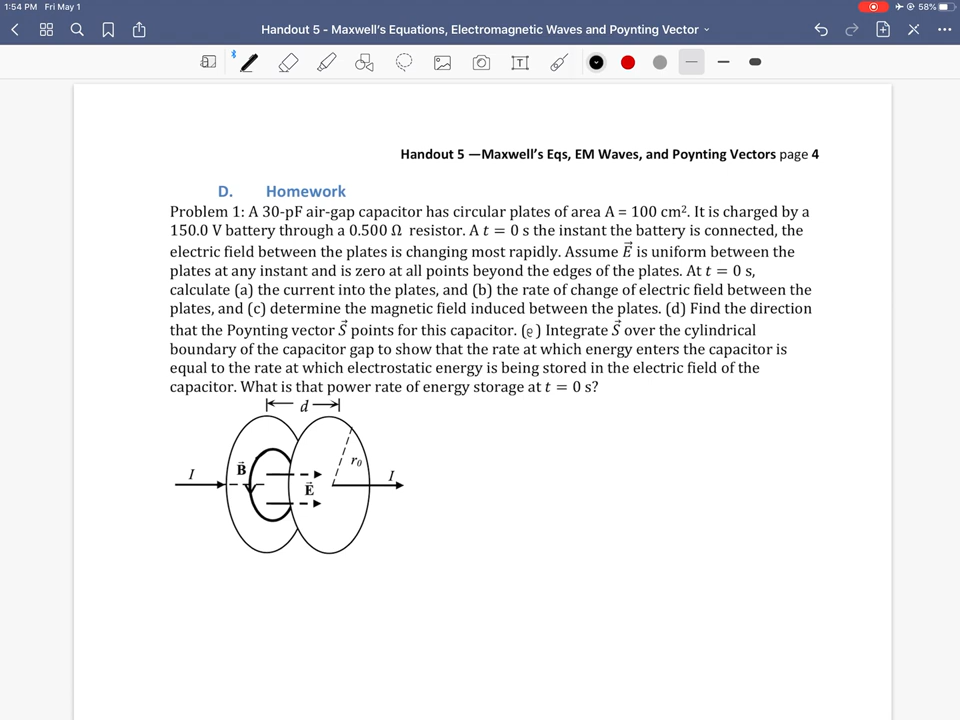 1:54 PM Fri May 1
58%
Handout 5 - Maxwell's Equations, Electromagnetic Waves and Poynting Vector
T
Handout 5 —Maxwell's Eqs, EM Waves, and Poynting Vectors page 4
D. Homework
Problem 1: A 30-pF air-gap capacitor has circular plates of area A = 100 cm². It is charged by a
150.0 V battery through a 0.500 Ω resistor. A t = 0 s the instant the battery is connected, the
electric field between the plates is changing most rapidly. Assume E⃗ is uniform between the
plates at any instant and is zero at all points beyond the edges of the plates. At t = 0 s,
calculate (a) the current into the plates, and (b) the rate of change of electric field between the
plates, and (c) determine the magnetic field induced between the plates. (d) Find the direction
that the Poynting vector S⃗ points for this capacitor. (e) Integrate S⃗ over the cylindrical
boundary of the capacitor gap to show that the rate at which energy enters the capacitor is
equal to the rate at which electrostatic energy is being stored in the electric field of the
capacitor. What is that power rate of energy storage at t = 0 s?
d
I B⃗ r₀ I
E⃗